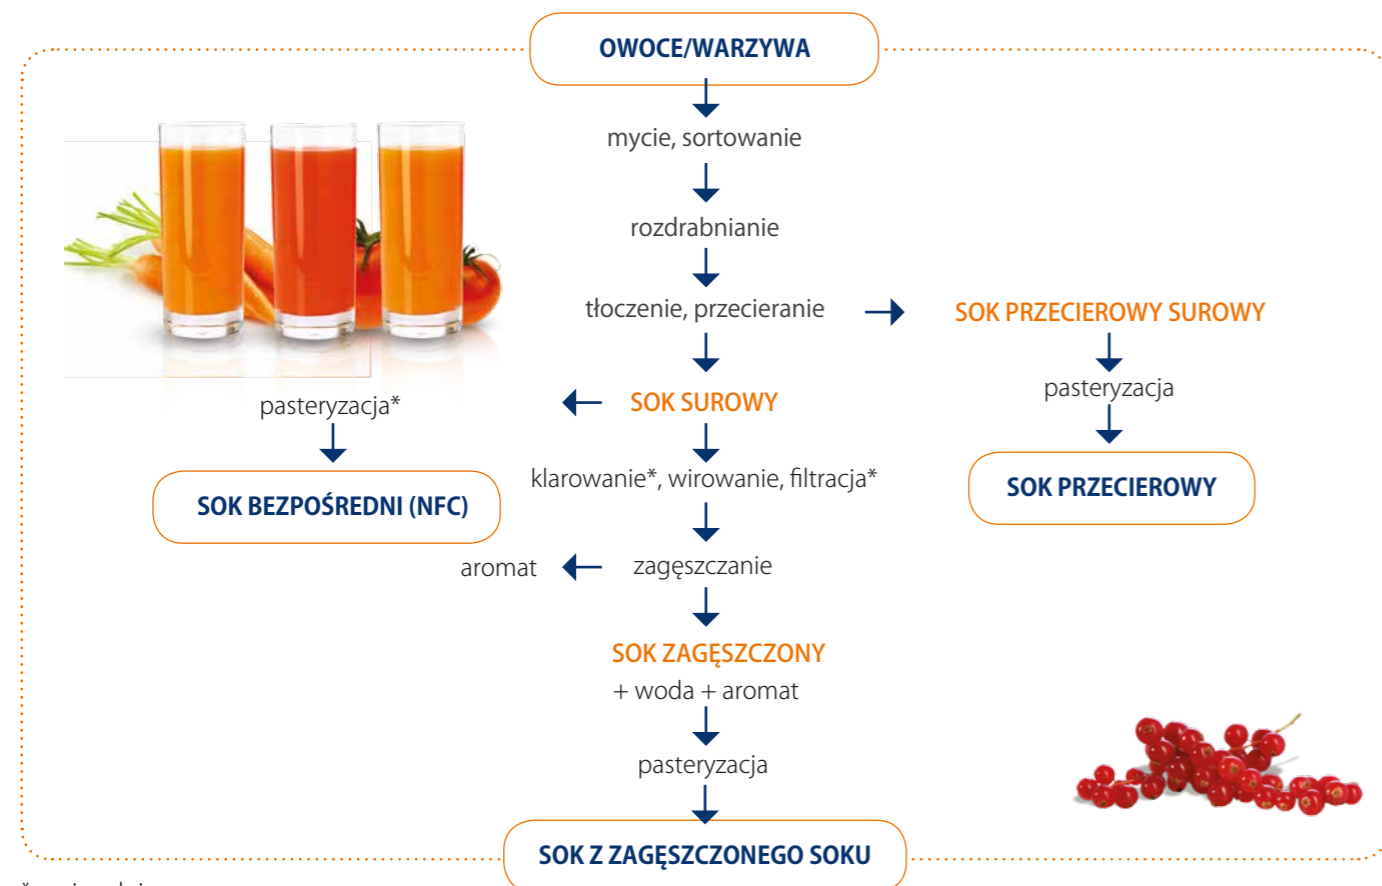 OWOCE/WARZYWA
mycie, sortowanie
rozdrabnianie
tłoczenie, przecieranie
SOK PRZECIEROWY SUROWY
pasteryzacja
SOK PRZECIEROWY
SOK SUROWY
pasteryzacja*
SOK BEZPOŚREDNI (NFC)
klarowanie*, wirowanie, filtracja*
zagęszczanie
aromat
SOK ZAGĘSZCZONY
+ woda + aromat
pasteryzacja
SOK Z ZAGĘSZCZONEGO SOKU